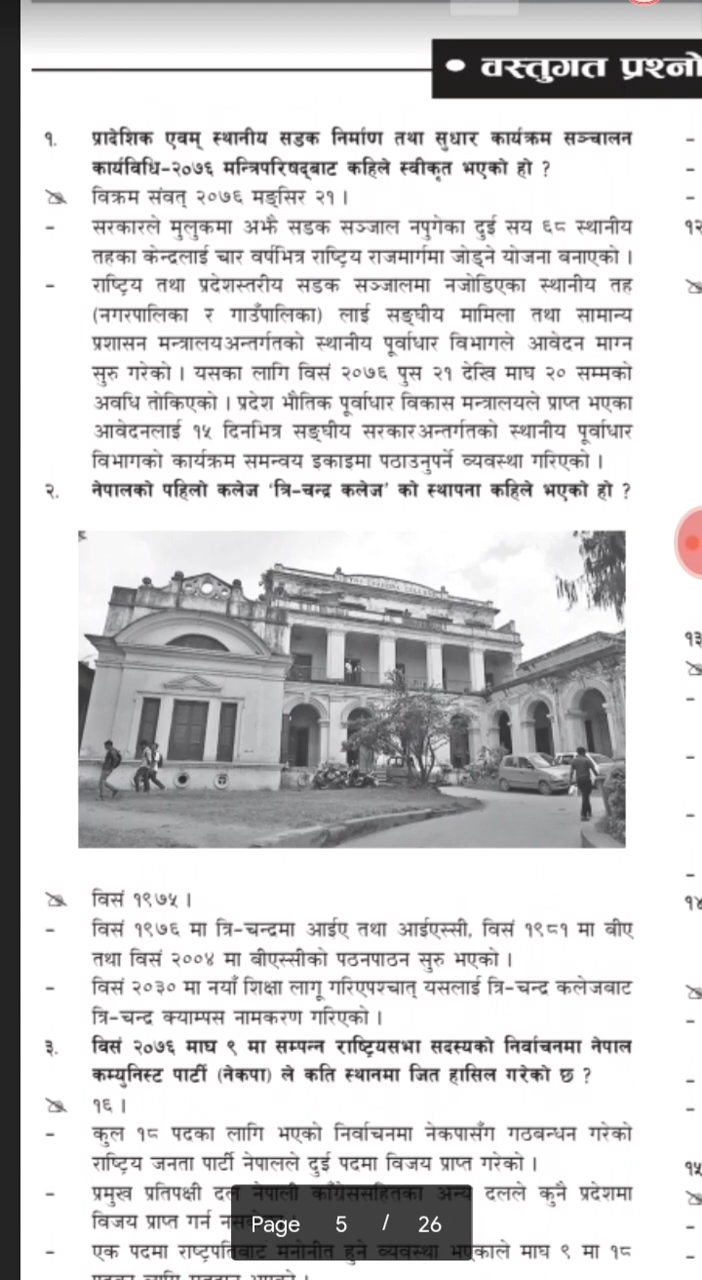 • वस्तुगत प्रश्नो
१. प्रादेशिक एवम् स्थानीय सडक निर्माण तथा सुधार कार्यक्रम सञ्चालन
कार्यविधि-२०७६ मन्त्रिपरिषद्बाट कहिले स्वीकृत भएको हो ?
विक्रम संवत् २०७६ मङ्सिर २१ ।
- सरकारले मुलुकमा अझै सडक सञ्जाल नपुगेका दुई सय ६८ स्थानीय
तहका केन्द्रलाई चार वर्षभित्र राष्ट्रिय राजमार्गमा जोड्ने योजना बनाएको ।
- राष्ट्रिय तथा प्रदेशस्तरीय सडक सञ्जालमा नजोडिएका स्थानीय तह
(नगरपालिका र गाउँपालिका) लाई सङ्घीय मामिला तथा सामान्य
प्रशासन मन्त्रालयअन्तर्गतको स्थानीय पूर्वाधार विभागले आवेदन माग्न
सुरु गरेको । यसका लागि विसं २०७६ पुस २१ देखि माघ २० सम्मको
अवधि तोकिएको । प्रदेश भौतिक पूर्वाधार विकास मन्त्रालयले प्राप्त भएका
आवेदनलाई १५ दिनभित्र सङ्घीय सरकारअन्तर्गतको स्थानीय पूर्वाधार
विभागको कार्यक्रम समन्वय इकाइमा पठाउनुपर्ने व्यवस्था गरिएको ।
२. नेपालको पहिलो कलेज ‘त्रि-चन्द्र कलेज’ को स्थापना कहिले भएको हो ?
विसं १९७५ ।
- विसं १९७६ मा त्रि-चन्द्रमा आईए तथा आईएस्सी, विसं १९८१ मा बीए
तथा विसं २००४ मा बीएस्सीको पठनपाठन सुरु भएको ।
- विसं २०३० मा नयाँ शिक्षा लागू गरिएपश्चात् यसलाई त्रि-चन्द्र कलेजबाट
त्रि-चन्द्र क्याम्पस नामकरण गरिएको ।
३. विसं २०७६ माघ ९ मा सम्पन्न राष्ट्रियसभा सदस्यको निर्वाचनमा नेपाल
कम्युनिस्ट पार्टी (नेकपा) ले कति स्थानमा जित हासिल गरेको छ ?
१६ ।
- कुल १८ पदका लागि भएको निर्वाचनमा नेकपासँग गठबन्धन गरेको
राष्ट्रिय जनता पार्टी नेपालले दुई पदमा विजय प्राप्त गरेको ।
- प्रमुख प्रतिपक्षी दल नेपाली काँग्रेससहितका अन्य दलले कुनै प्रदेशमा
विजय प्राप्त गर्न
Page 5 / 26
- एक पदमा राष्ट्रपतिबाट मनोनीत हुने व्यवस्था भएकाले माघ ९ मा १८
१२
१३
१४
१५